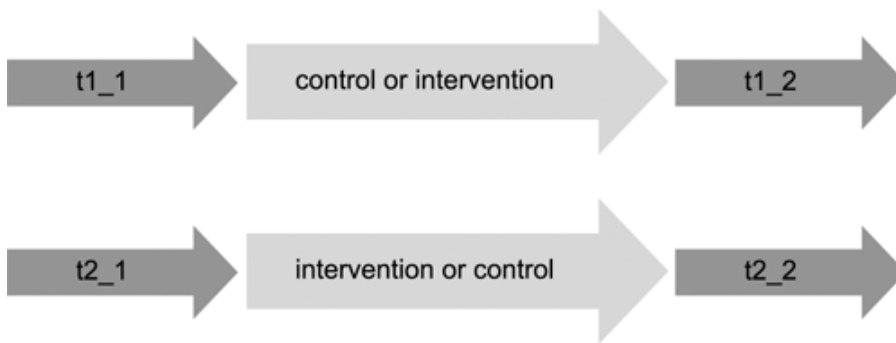 t1_1 control or intervention t1_2
t2_1 intervention or control t2_2